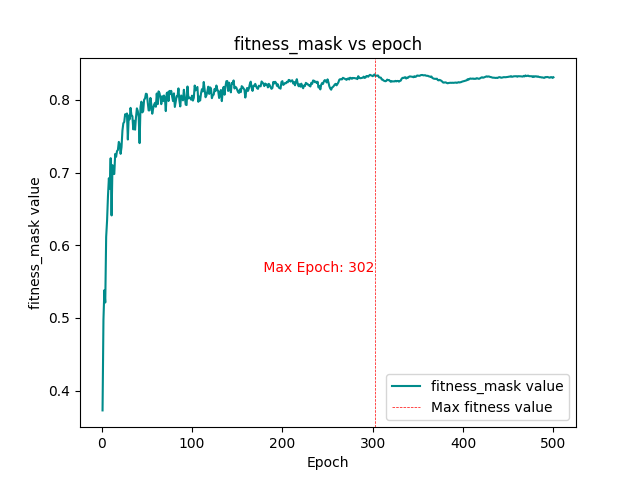 fitness_mask vs epoch
fitness_mask value
0.8
0.7
0.6
0.5
0.4
Max Epoch: 302
fitness_mask value
Max fitness value
0
100
200
300
400
500
Epoch